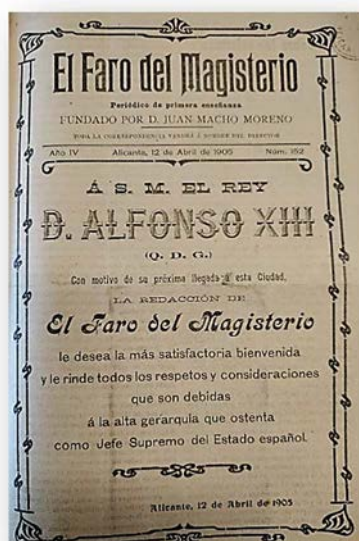 El Faro del Magisterio
Periódico de primera enseñanza
FUNDADO POR D. JUAN MACHO MORENO
TODA LA CORRESPONDENCIA VENDRÁ Á NOMBRE DEL DIRECTOR
Año IV Alicante, 12 de Abril de 1905 Núm. 152
Á S. M. EL REY
D. ALFONSO XIII
(Q. D. G.)
Con motivo de su próxima llegada á esta Ciudad,
LA REDACCIÓN DE
El Faro del Magisterio
le desea la más satisfactoria bienvenida
y le rinde todos los respetos y consideraciones
que son debidas
á la alta gerarquía que ostenta
como Jefe Supremo del Estado español.
Alicante, 12 de Abril de 1905